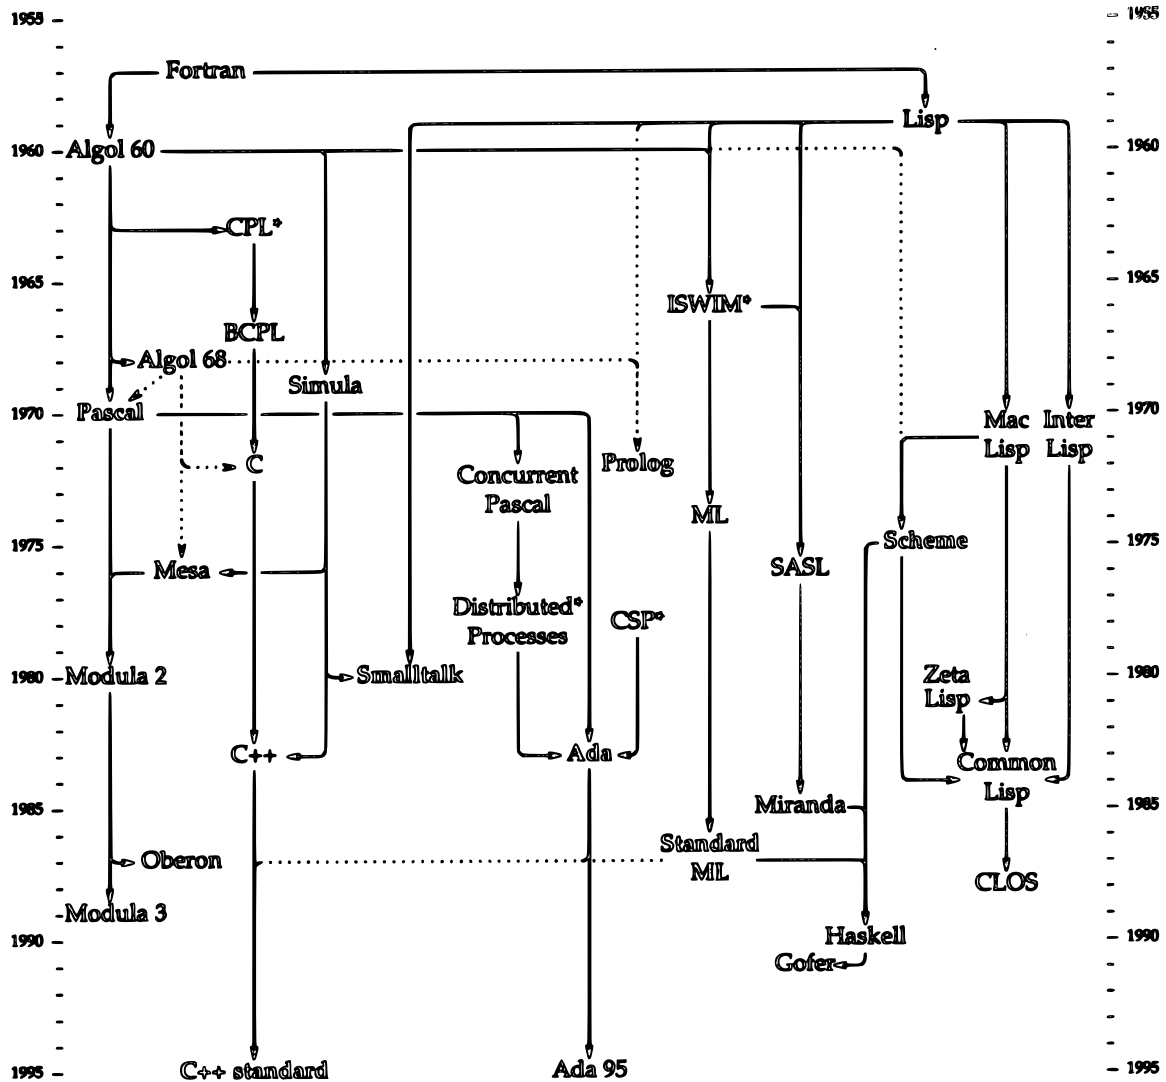 1955
1955
Fortran
Lisp
Algol 60
1960
1960
CPL*
1965
1965
ISWIM*
BCPL
Algol 68
Simula
Pascal
1970
1970
Mac
Lisp
Inter
Lisp
C
Prolog
Concurrent
Pascal
ML
1975
1975
Scheme
Mesa
SASL
Distributed*
Processes
CSP*
1980
1980
Modula 2
Smalltalk
Zeta
Lisp
C++
Ada
Common
Lisp
1985
1985
Miranda
Standard
ML
Oberon
CLOS
Modula 3
1990
1990
Haskell
Gofer
1995
1995
C++ standard
Ada 95